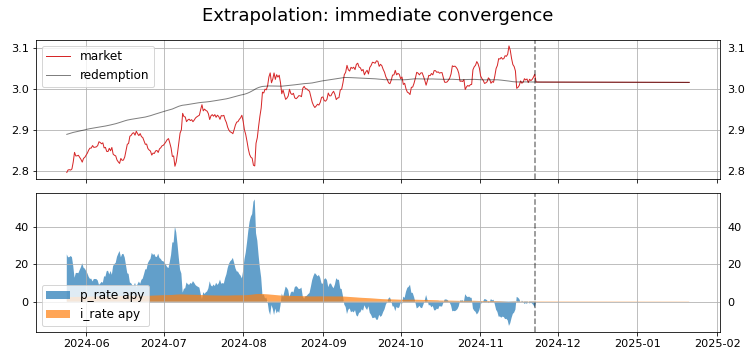 Extrapolation: immediate convergence
3.1 3.1
market
redemption
3.0 3.0
2.9 2.9
2.8 2.8
40 40
20 20
p_rate apy
0 0
i_rate apy
2024-06 2024-07 2024-08 2024-09 2024-10 2024-11 2024-12 2025-01 2025-02